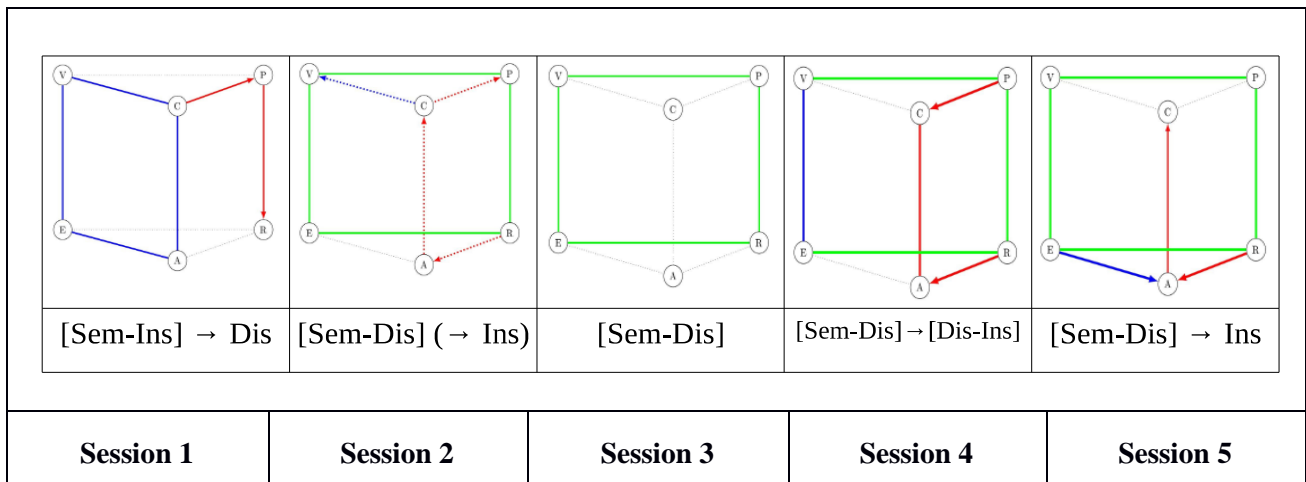 V P C E R A
V P C E R A
V P C E R A
V P C E R A
V P C E R A
[Sem-Ins] → Dis
[Sem-Dis] (→ Ins)
[Sem-Dis]
[Sem-Dis]→[Dis-Ins]
[Sem-Dis] → Ins
Session 1
Session 2
Session 3
Session 4
Session 5